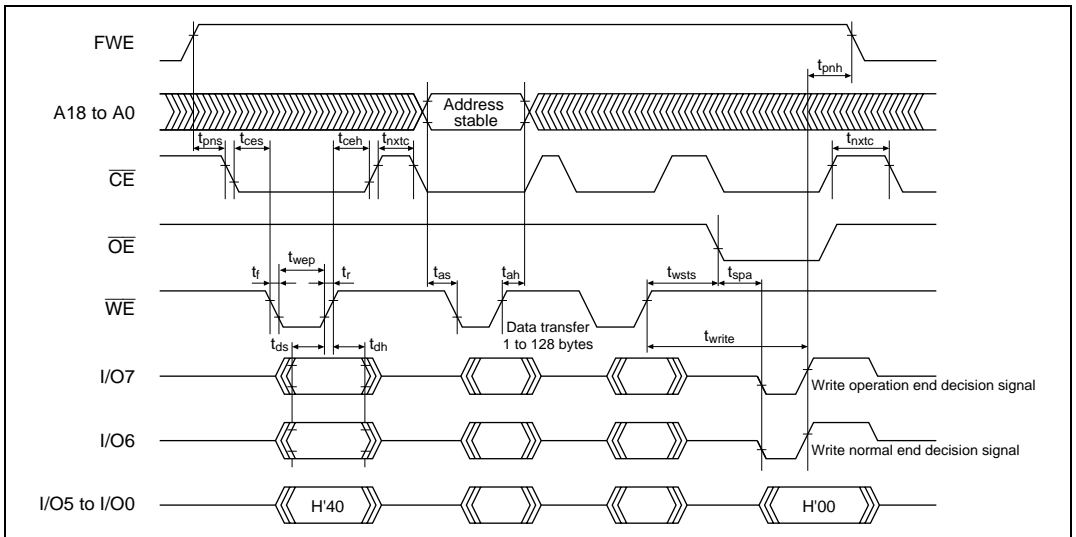 FWE
tpnh
A18 to A0
Address
stable
tpns
tces
tceh
tnxtc
tnxtc
CE
OE
tf
twep
tr
tas
tah
twsts
tspa
WE
Data transfer
1 to 128 bytes
twrite
tds
tdh
I/O7
Write operation end decision signal
I/O6
Write normal end decision signal
I/O5 to I/O0
H'40
H'00